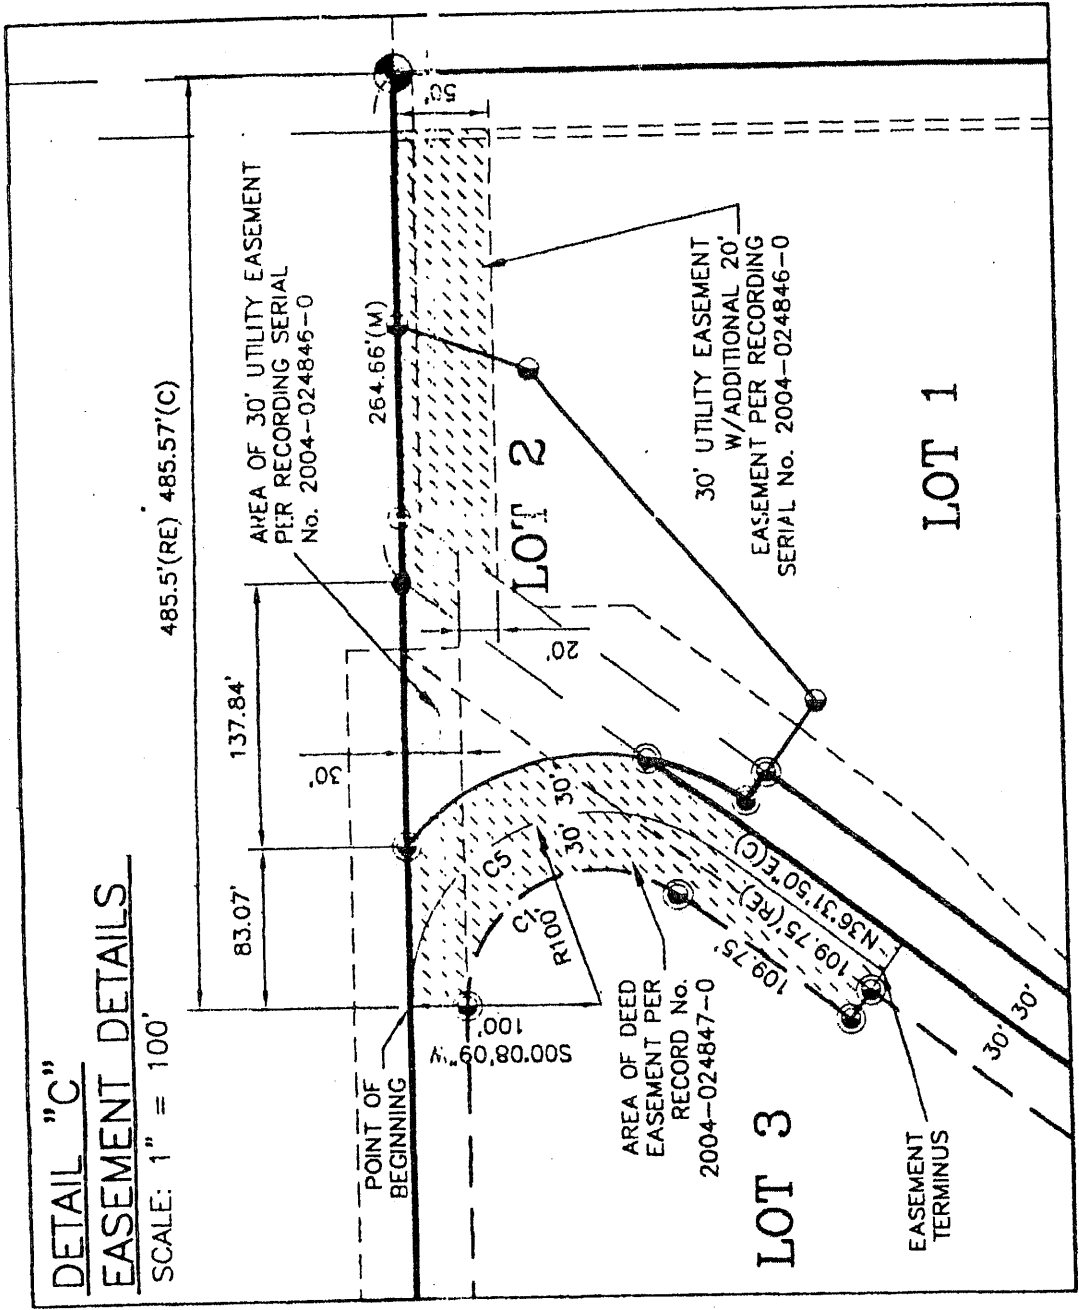 DETAIL "C"
EASEMENT DETAILS
SCALE: 1" = 100'
485.5'(RE) 485.57'(C)
83.07'
137.84'
264.66'(M)
AREA OF 30' UTILITY EASEMENT
PER RECORDING SERIAL
No. 2004-024846-0
50'
30'
20'
POINT OF
BEGINNING
S00°08'09"W
100'
C5
R100
30'
30'
LOT 2
30' UTILITY EASEMENT
W/ADDITIONAL 20'
EASEMENT PER RECORDING
SERIAL No. 2004-024846-0
LOT 1
AREA OF DEED
EASEMENT PER
RECORD No.
2004-024847-0
109.75'
109.75'(RE)
N36°31'50"E(C)
LOT 3
EASEMENT
TERMINUS
30'
30'